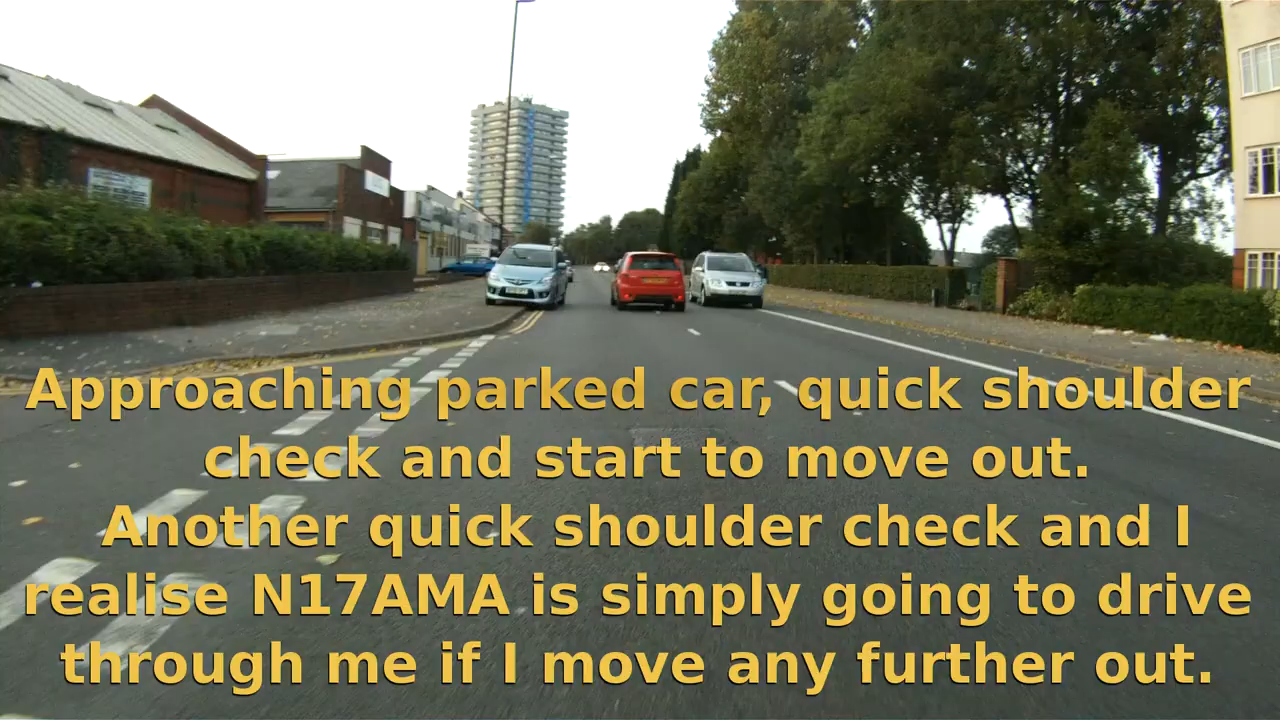 Approaching parked car, quick shoulder
check and start to move out.
Another quick shoulder check and I
realise N17AMA is simply going to drive
through me if I move any further out.